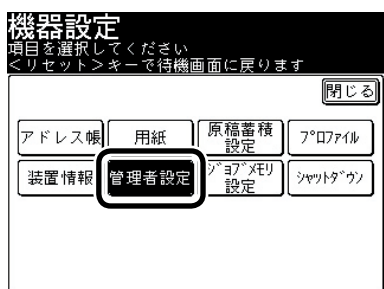 機器設定
項目を選択してください
<リセット>キーで待機画面に戻ります
閉じる
アドレス帳 用紙 原稿蓄積設定 プロファイル
装置情報 管理者設定 ジョブメモリ設定 シャットダウン